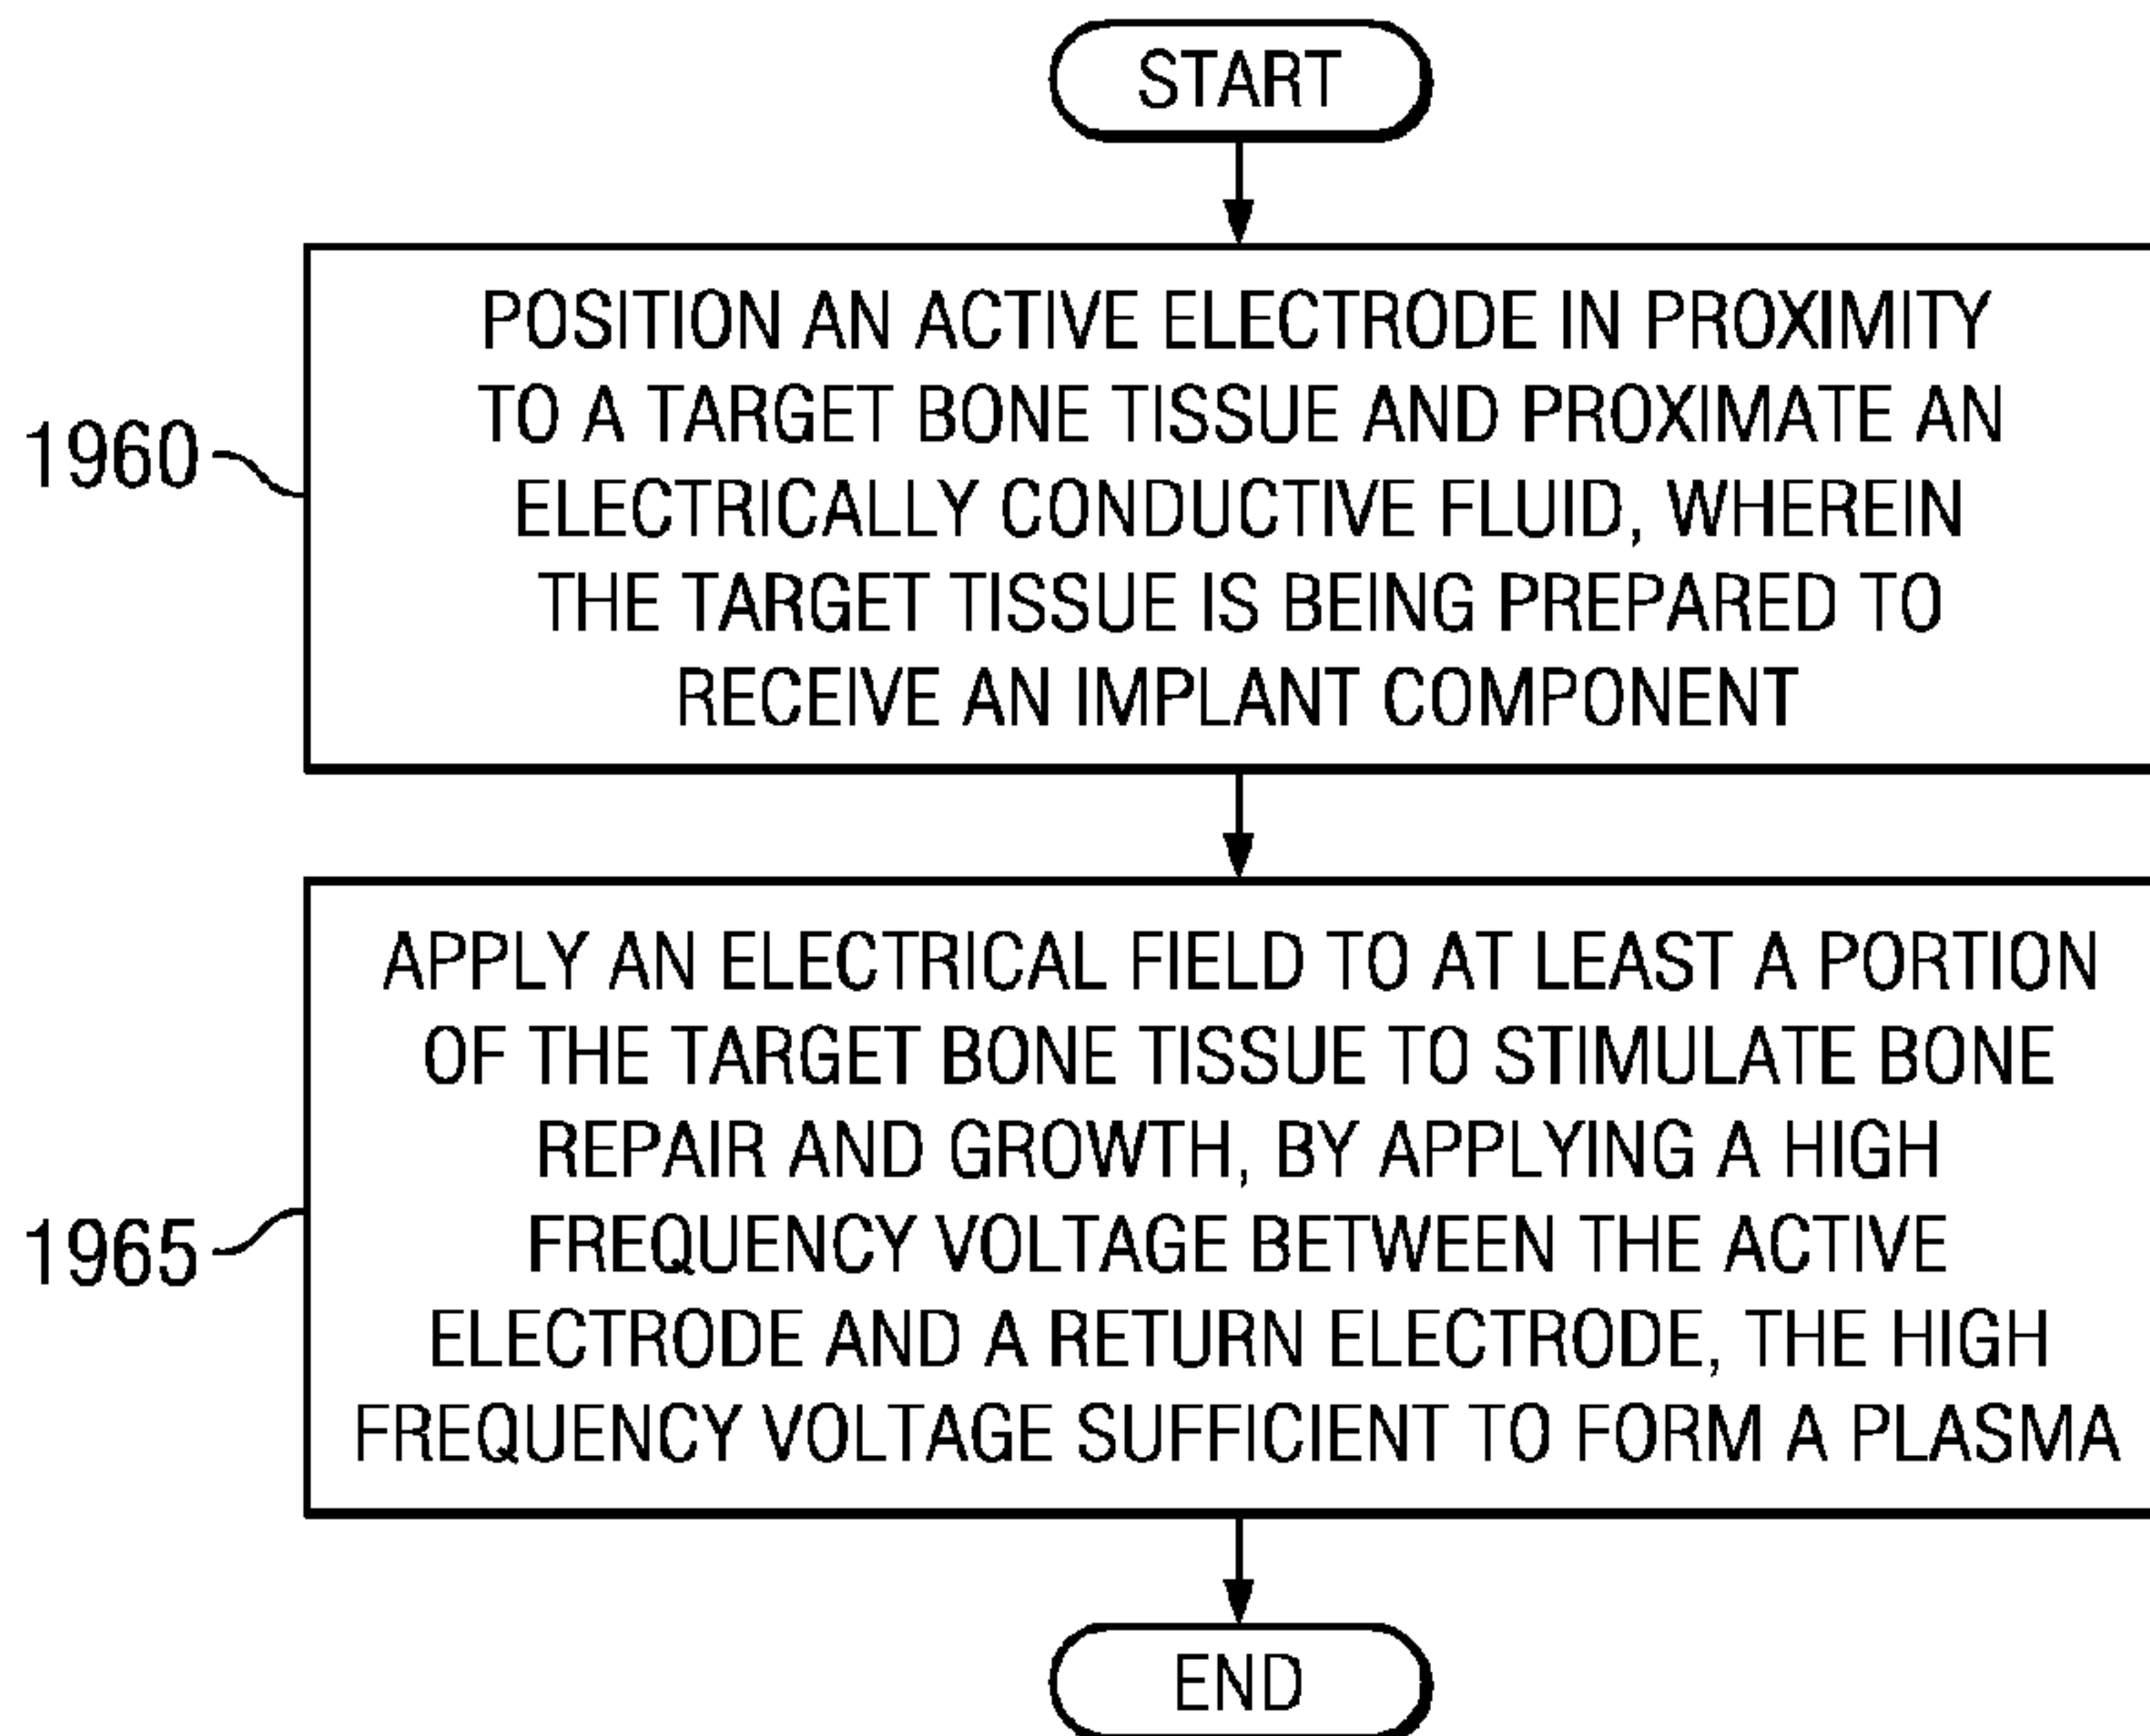 START
1960
POSITION AN ACTIVE ELECTRODE IN PROXIMITY
TO A TARGET BONE TISSUE AND PROXIMATE AN
ELECTRICALLY CONDUCTIVE FLUID, WHEREIN
THE TARGET TISSUE IS BEING PREPARED TO
RECEIVE AN IMPLANT COMPONENT
1965
APPLY AN ELECTRICAL FIELD TO AT LEAST A PORTION
OF THE TARGET BONE TISSUE TO STIMULATE BONE
REPAIR AND GROWTH, BY APPLYING A HIGH
FREQUENCY VOLTAGE BETWEEN THE ACTIVE
ELECTRODE AND A RETURN ELECTRODE, THE HIGH
FREQUENCY VOLTAGE SUFFICIENT TO FORM A PLASMA
END